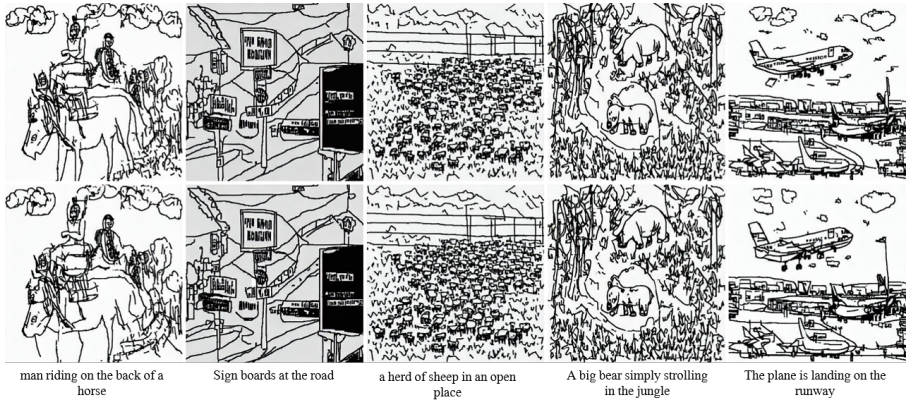 man riding on the back of a
horse
Sign boards at the road
a herd of sheep in an open
place
A big bear simply strolling
in the jungle
The plane is landing on the
runway